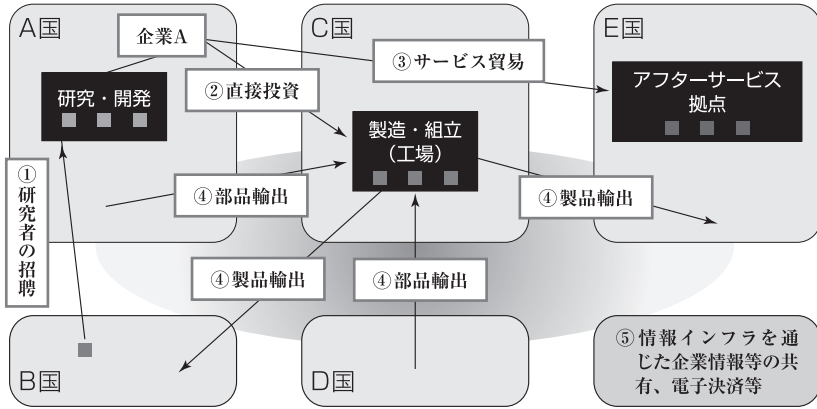 A国
企業A
研究・開発
①研究者の招聘
②直接投資
C国
③サービス貿易
製造・組立
（工場）
E国
アフターサービス
拠点
④部品輸出
④製品輸出
④製品輸出
④部品輸出
B国
D国
⑤情報インフラを通
じた企業情報等の共
有、電子決済等